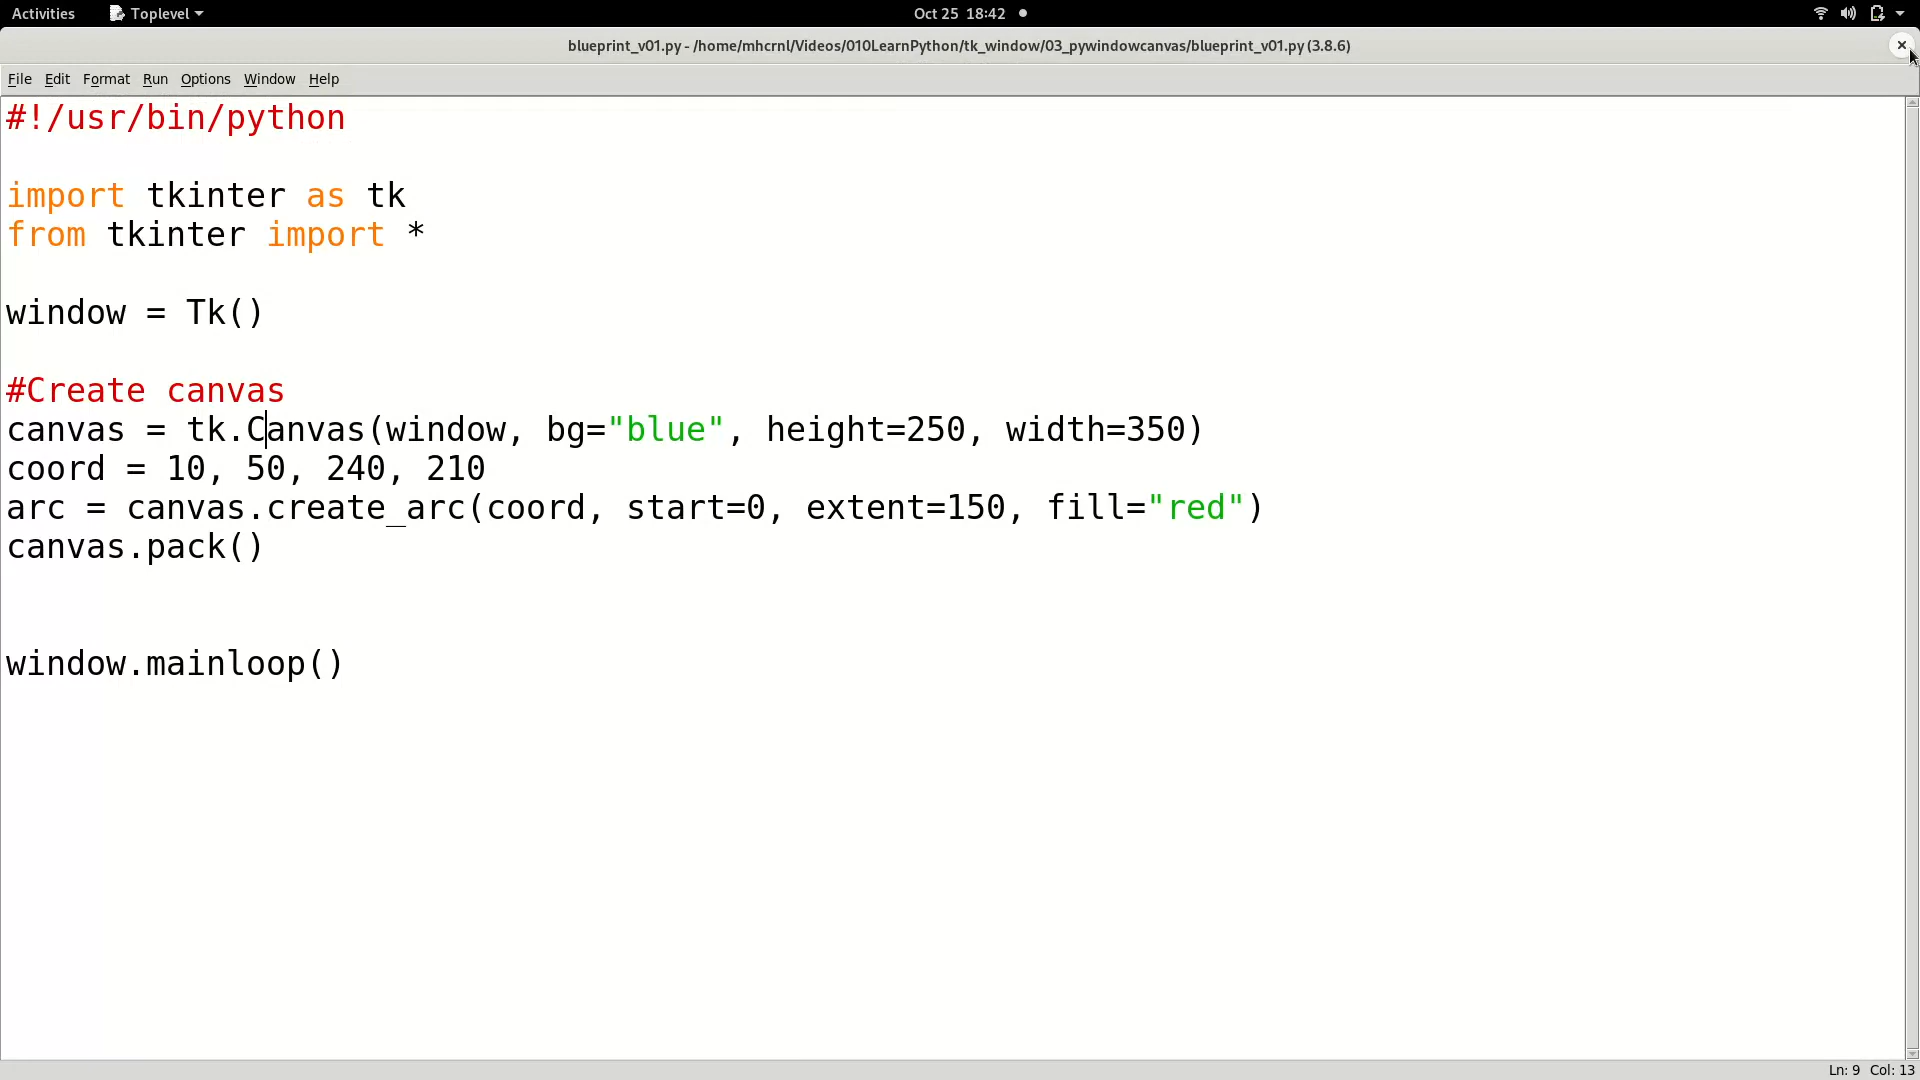 Activities Toplevel Oct 25 18:42
blueprint_v01.py - /home/mhcrnl/Videos/010LearnPython/tk_window/03_pywindowcanvas/blueprint_v01.py (3.8.6)
File Edit Format Run Options Window Help
#!/usr/bin/python
import tkinter as tk
from tkinter import *
window = Tk()
#Create canvas
canvas = tk.Canvas(window, bg="blue", height=250, width=350)
coord = 10, 50, 240, 210
arc = canvas.create_arc(coord, start=0, extent=150, fill="red")
canvas.pack()
window.mainloop()
Ln: 9 Col: 13